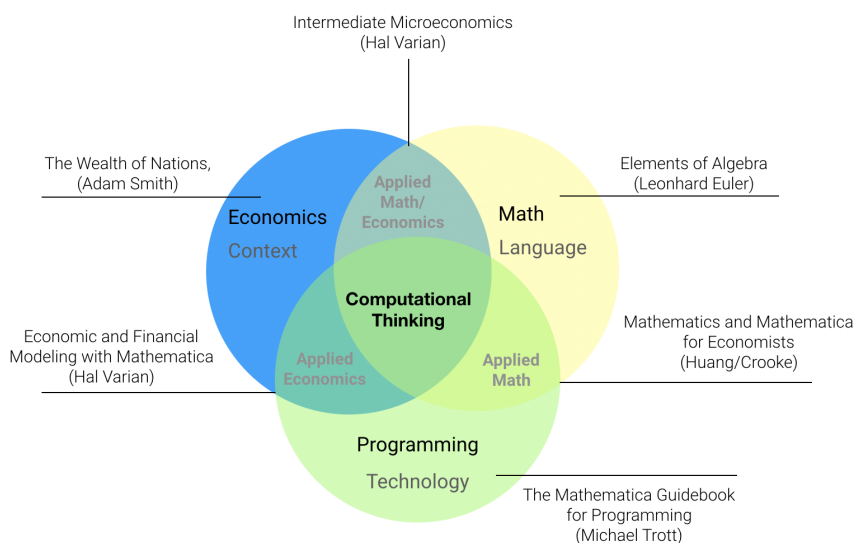 Intermediate Microeconomics
(Hal Varian)
The Wealth of Nations,
(Adam Smith)
Elements of Algebra
(Leonhard Euler)
Applied
Math/
Economics
Economics
Context
Math
Language
Computational
Thinking
Economic and Financial
Modeling with Mathematica
(Hal Varian)
Mathematics and Mathematica
for Economists
(Huang/Crooke)
Applied
Economics
Applied
Math
Programming
Technology
The Mathematica Guidebook
for Programming
(Michael Trott)